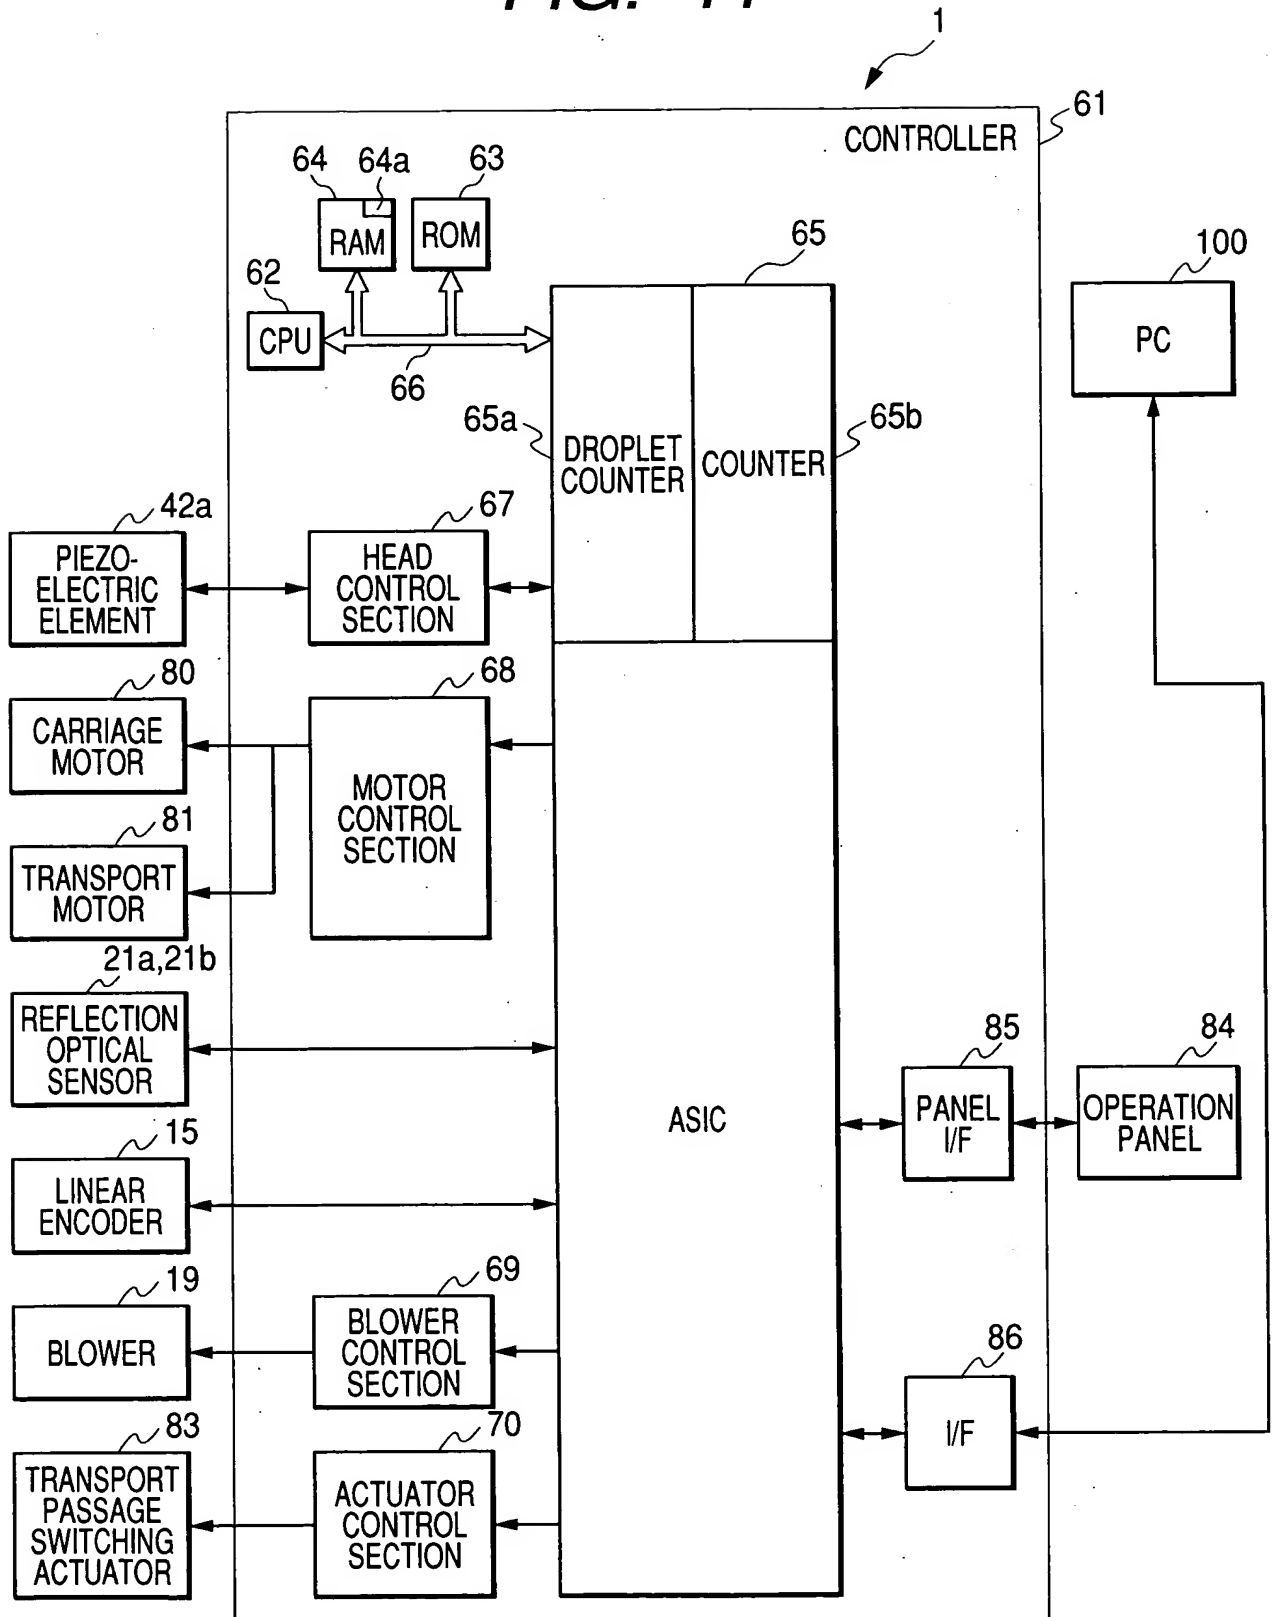 1
61
CONTROLLER
64
64a
63
RAM
ROM
65
100
62
CPU
PC
66
65a
65b
DROPLET
COUNTER
COUNTER
42a
67
PIEZO-
ELECTRIC
ELEMENT
HEAD
CONTROL
SECTION
80
68
CARRIAGE
MOTOR
MOTOR
CONTROL
SECTION
81
TRANSPORT
MOTOR
21a,21b
REFLECTION
OPTICAL
SENSOR
85
84
ASIC
PANEL
I/F
OPERATION
PANEL
15
LINEAR
ENCODER
19
69
BLOWER
BLOWER
CONTROL
SECTION
86
I/F
83
70
TRANSPORT
PASSAGE
SWITCHING
ACTUATOR
ACTUATOR
CONTROL
SECTION